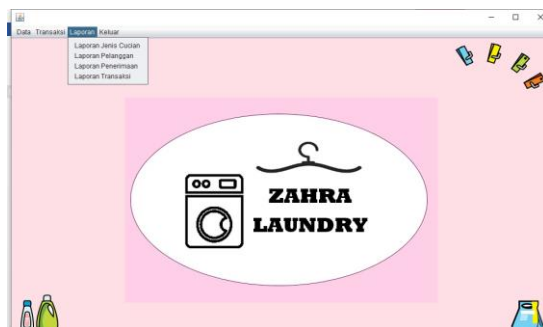 Data Transaksi Laporan Keluar
Laporan Jenis Cucian
Laporan Pelanggan
Laporan Penerimaan
Laporan Transaksi
ZAHRA
LAUNDRY